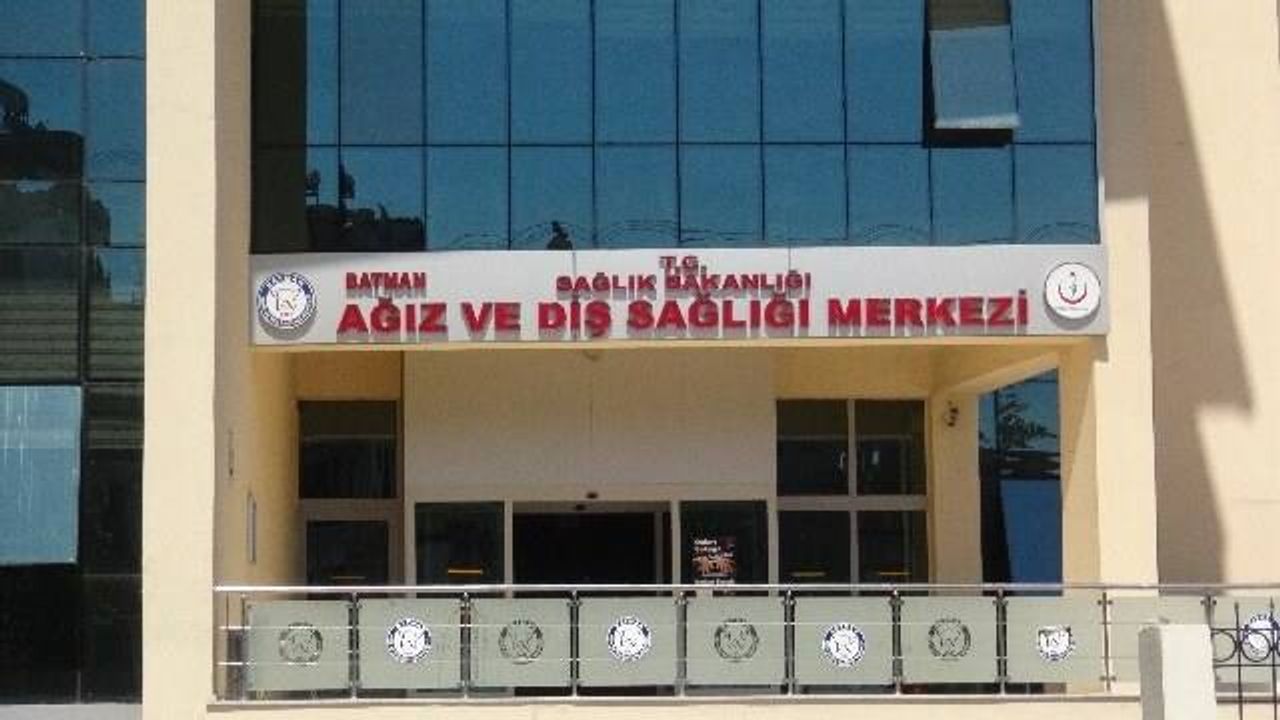 T.C.
SAĞLIK BAKANLIĞI
BATMAN
AĞIZ VE DİŞ SAĞLIĞI MERKEZİ